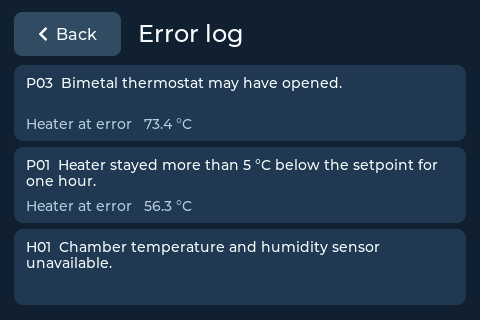 Back
Error log
P03 Bimetal thermostat may have opened.
Heater at error 73.4 °C
P01 Heater stayed more than 5 °C below the setpoint for
one hour.
Heater at error 56.3 °C
H01 Chamber temperature and humidity sensor
unavailable.